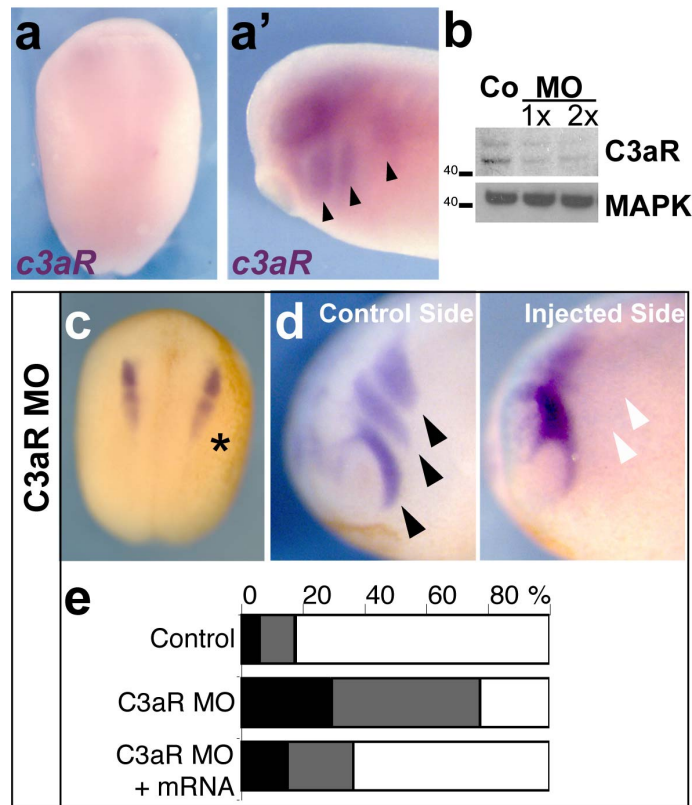 a
c3aR
a’
c3aR
b
Co MO
1x 2x
C3aR
40
40
MAPK
C3aR MO
c
*
d Control Side
Injected Side
e
0 20 40 60 80 %
Control
C3aR MO
C3aR MO
+ mRNA